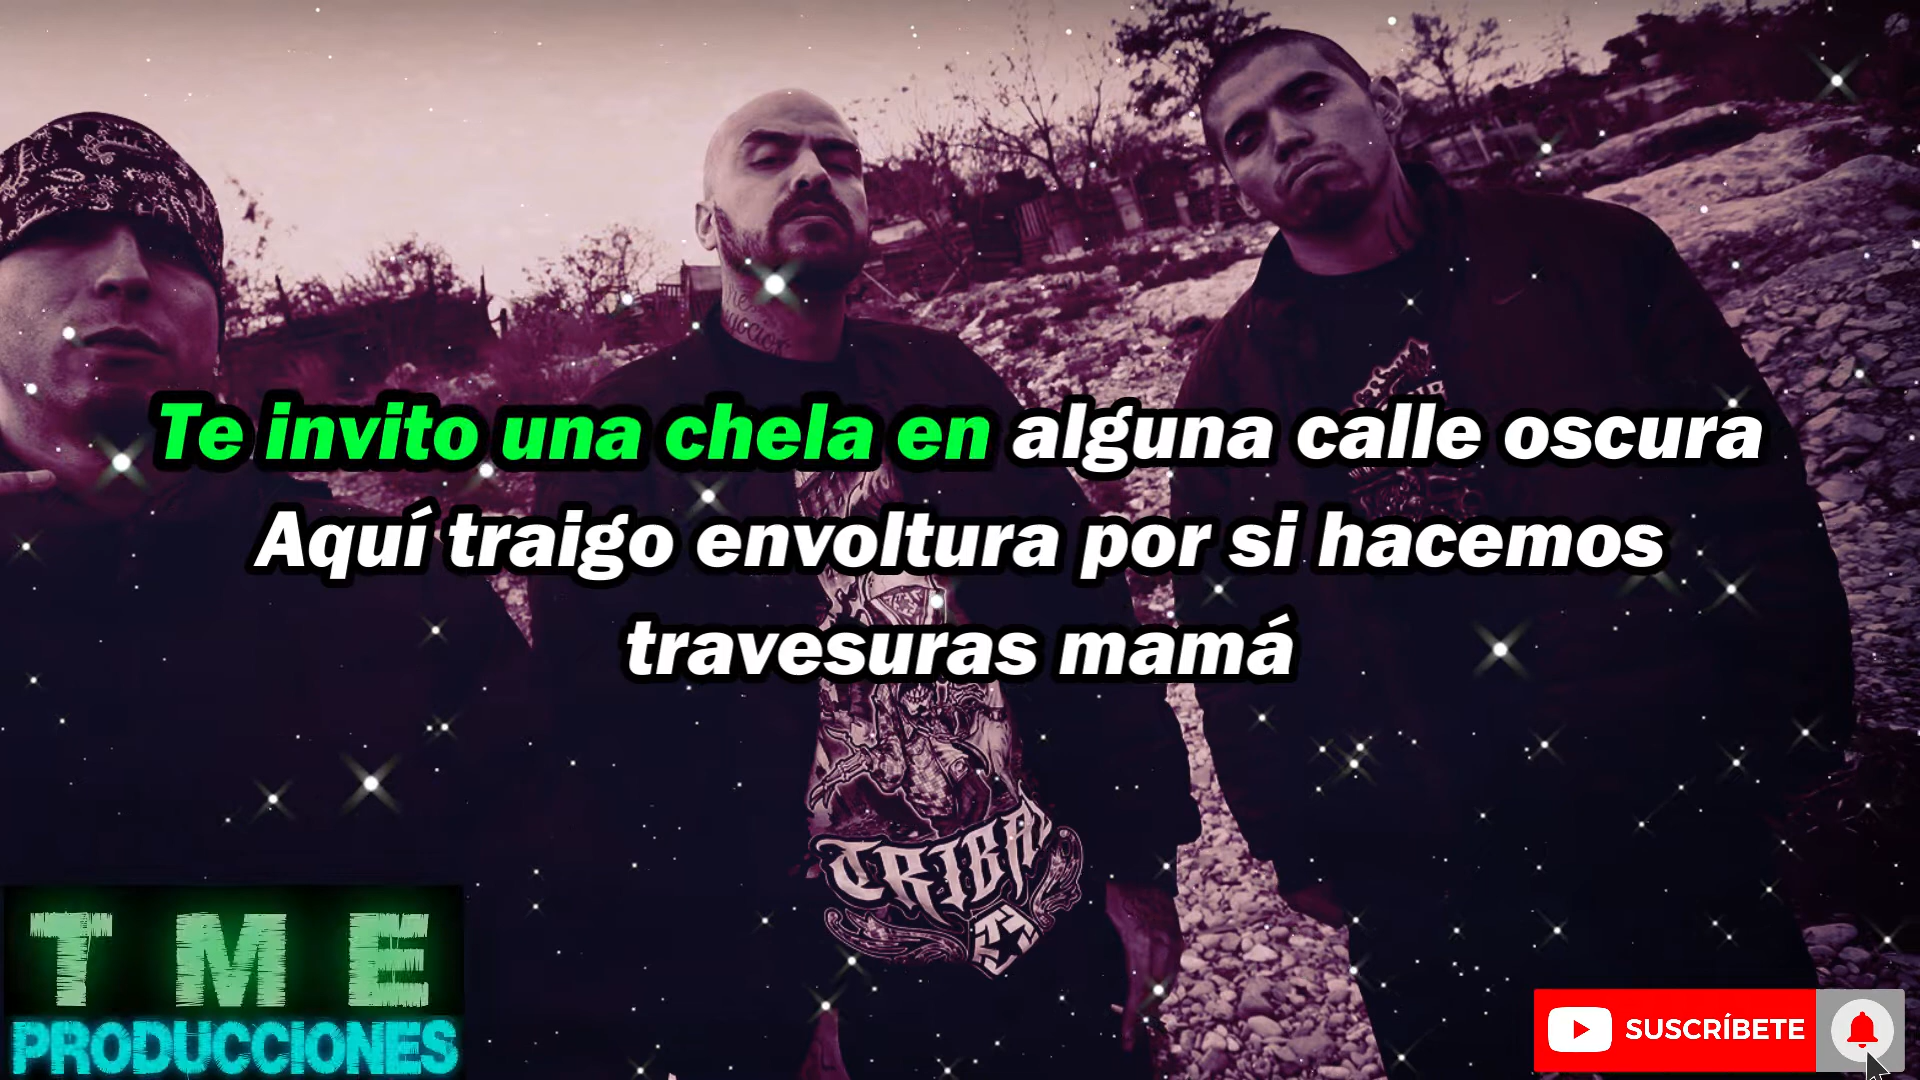 Te invito una chela en alguna calle oscura
Aquí traigo envoltura por si hacemos
travesuras mamá
TRIBAL
T M E
PRODUCCIONES
SUSCRÍBETE